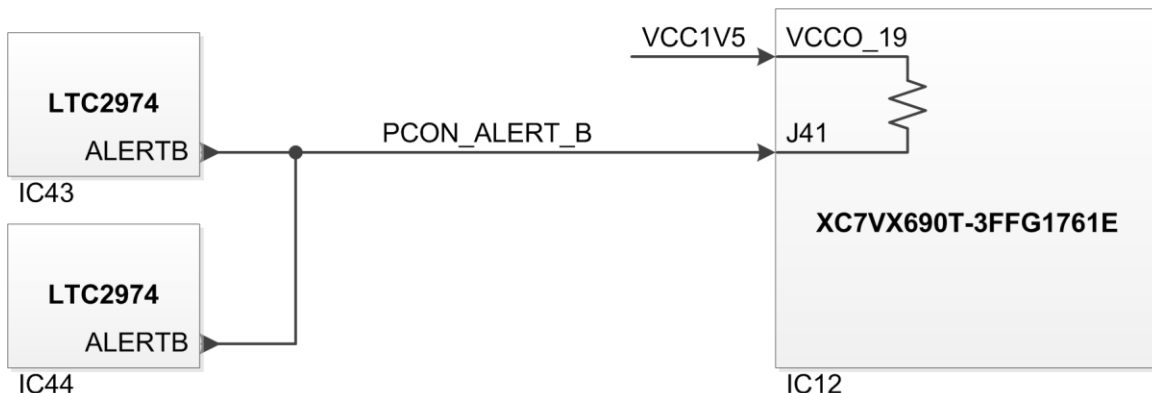 LTC2974
ALERTB
IC43
LTC2974
ALERTB
IC44
PCON_ALERT_B
VCC1V5
VCCO_19
J41
XC7VX690T-3FFG1761E
IC12